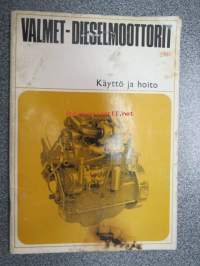 VALMET-DIESELMOOTTORIT
Käyttö ja hoito